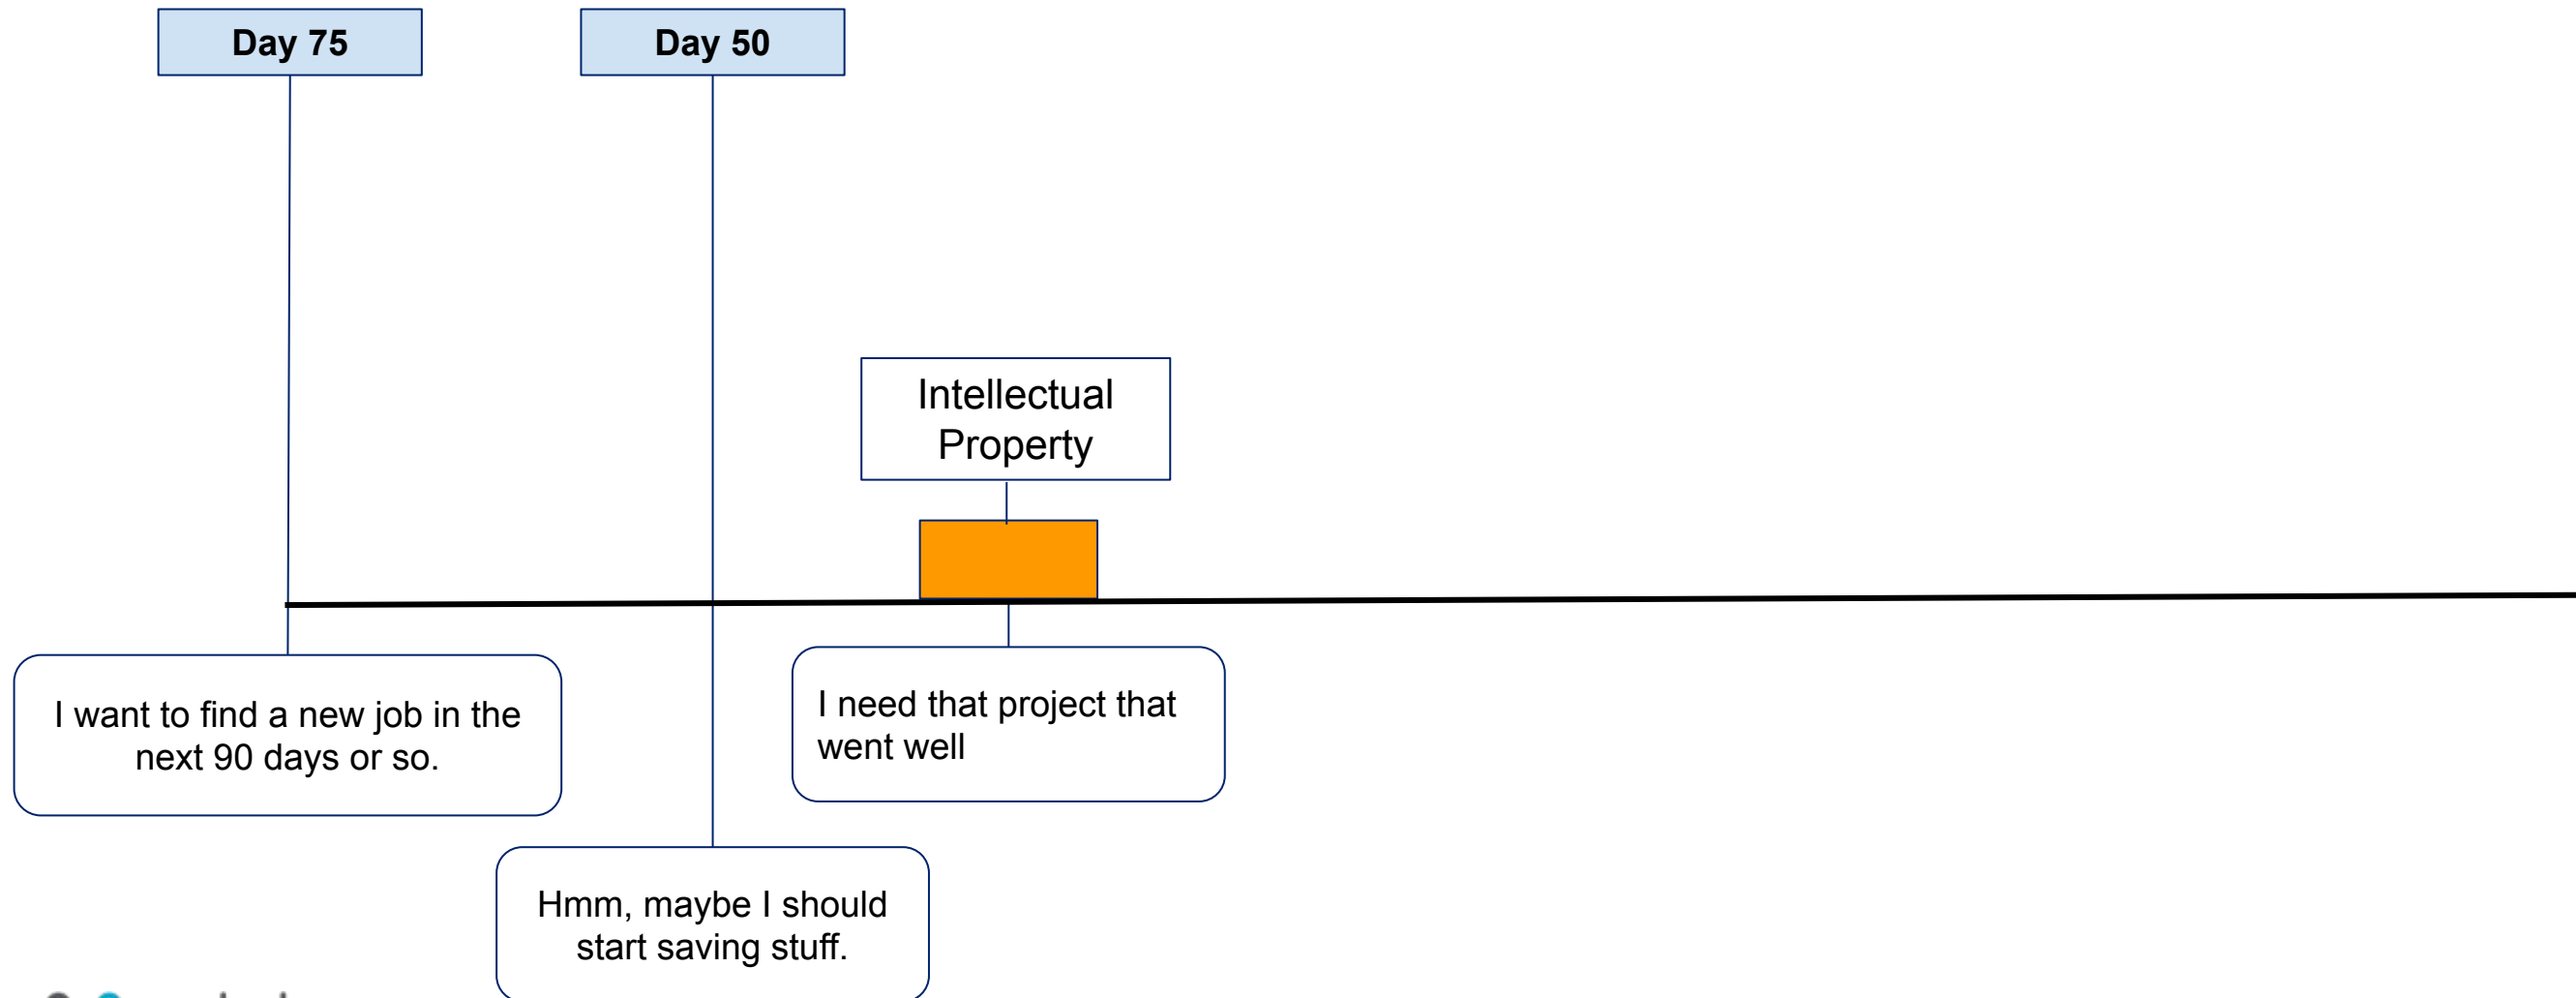 Day 75
Day 50
Intellectual
Property
I want to find a new job in the
next 90 days or so.
I need that project that
went well
Hmm, maybe I should
start saving stuff.